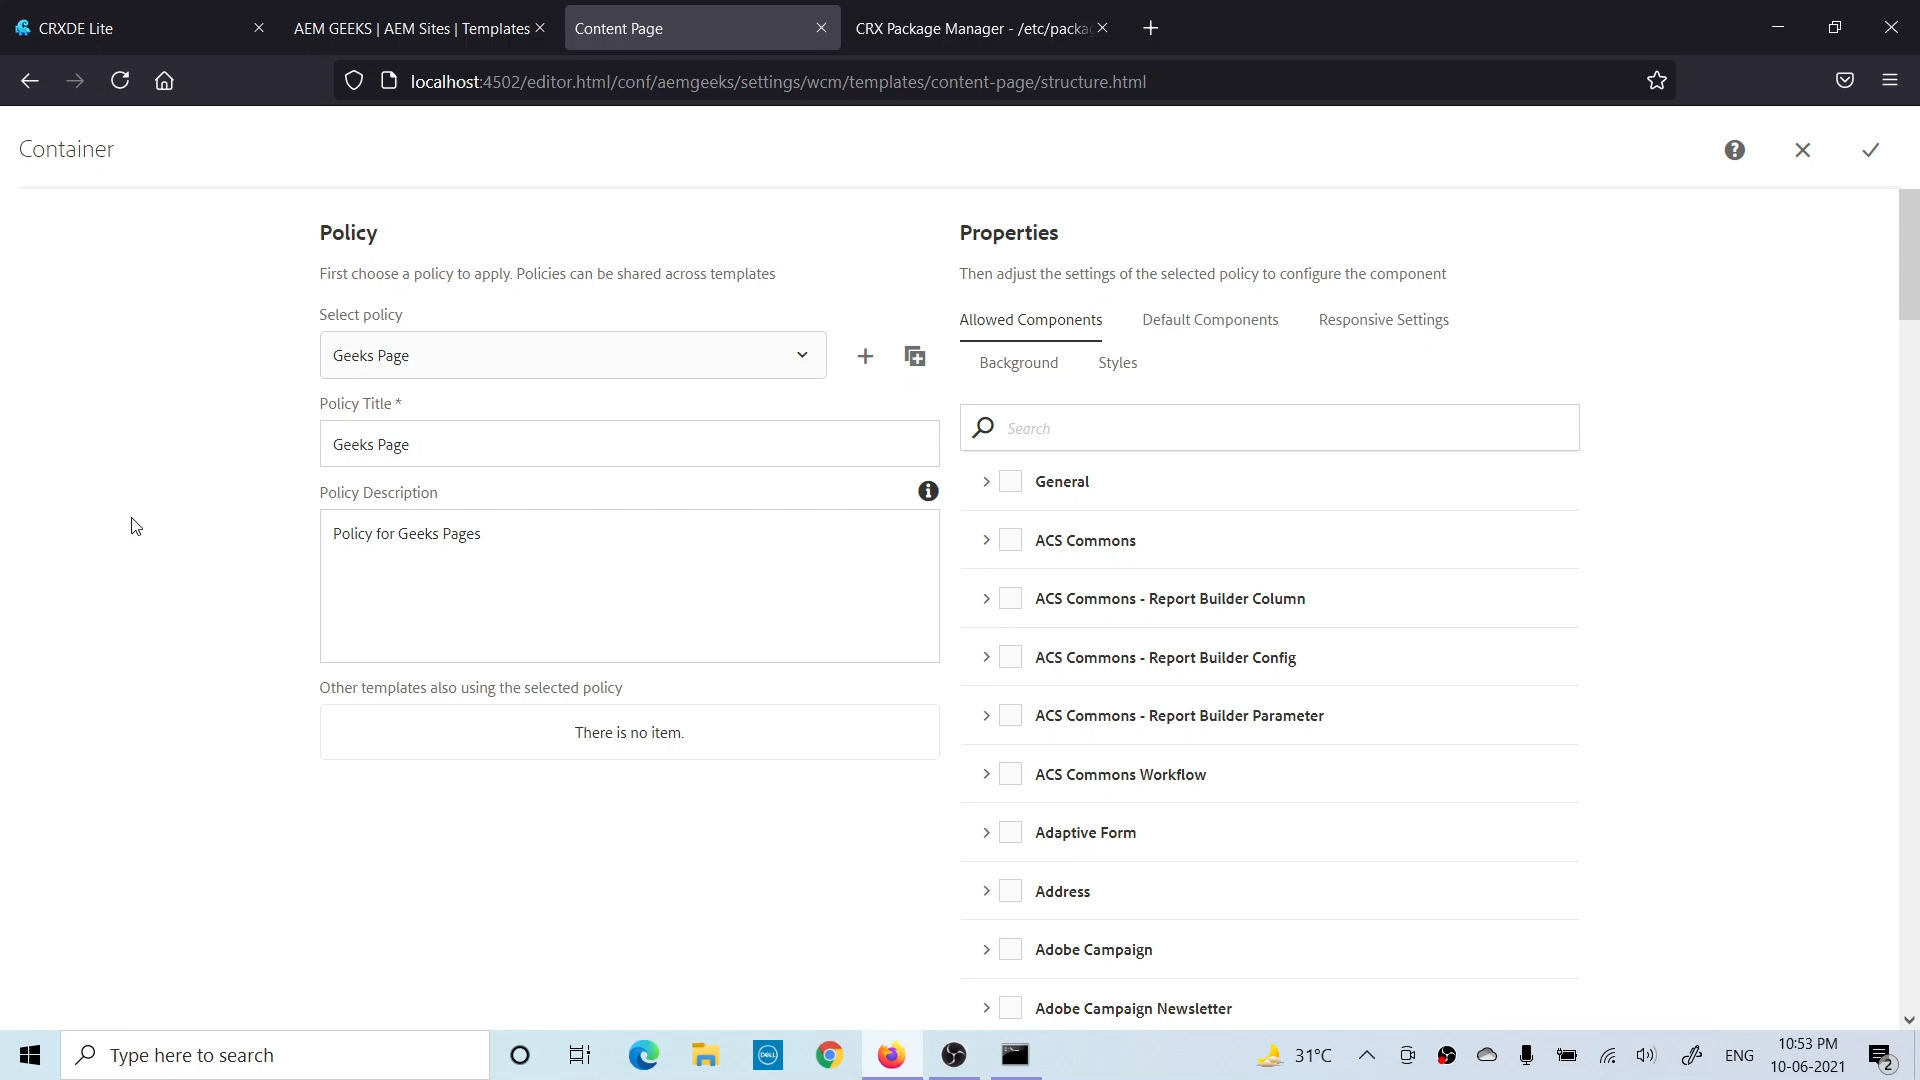 CRXDE Lite
AEM GEEKS | AEM Sites | Templates
Content Page
CRX Package Manager - /etc/packa
localhost:4502/editor.html/conf/aemgeeks/settings/wcm/templates/content-page/structure.html
Container
Policy
First choose a policy to apply. Policies can be shared across templates
Select policy
Geeks Page
Policy Title *
Geeks Page
Policy Description
Policy for Geeks Pages
Other templates also using the selected policy
There is no item.
Properties
Then adjust the settings of the selected policy to configure the component
Allowed Components Default Components Responsive Settings
Background Styles
Search
General
ACS Commons
ACS Commons - Report Builder Column
ACS Commons - Report Builder Config
ACS Commons - Report Builder Parameter
ACS Commons Workflow
Adaptive Form
Address
Adobe Campaign
Adobe Campaign Newsletter
Type here to search
DELL
31°C
ENG
10:53 PM
10-06-2021
2